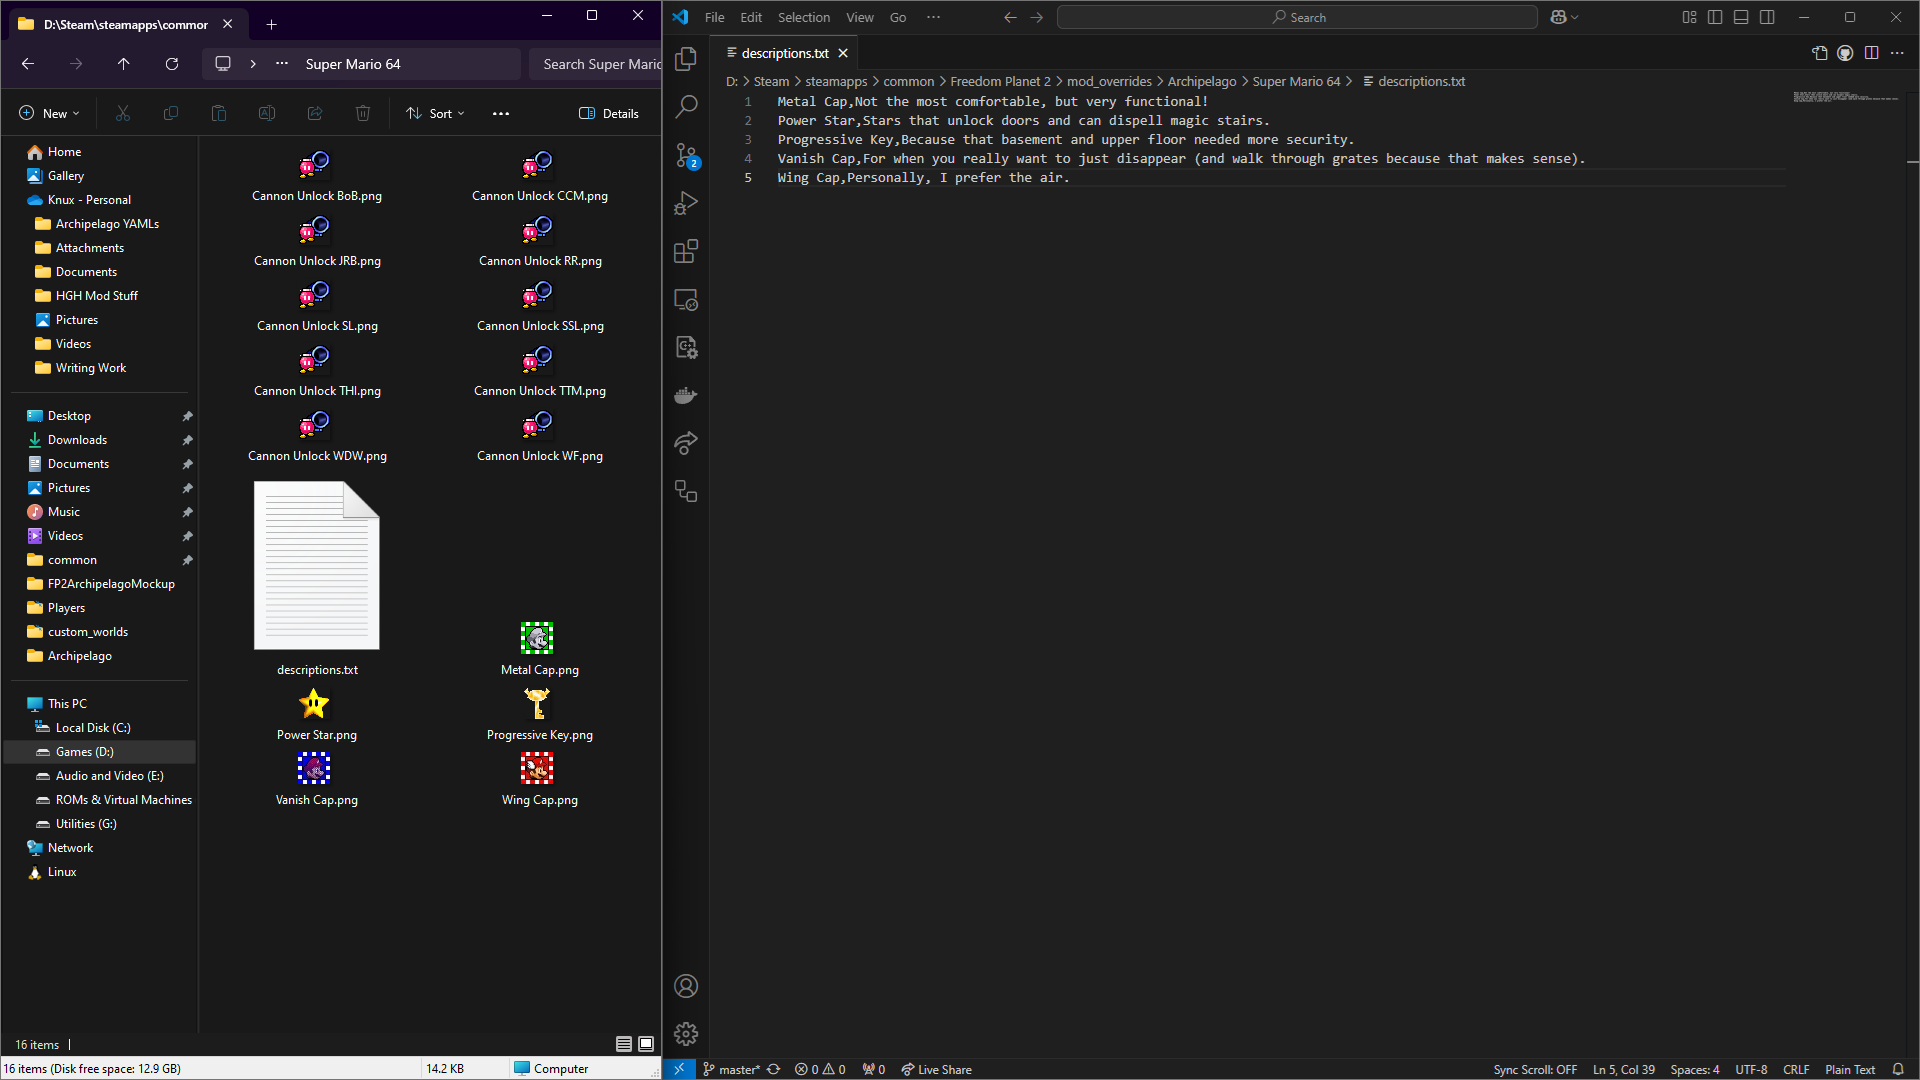 D:\Steam\steamapps\commor
Super Mario 64
Search Super Maric
New
Sort
Details
Home
Gallery
Knux - Personal
Archipelago YAMLs
Attachments
Documents
HGH Mod Stuff
Pictures
Videos
Writing Work
Desktop
Downloads
Documents
Pictures
Music
Videos
common
FP2ArchipelagoMockup
Players
custom_worlds
Archipelago
This PC
Local Disk (C:)
Games (D:)
Audio and Video (E:)
ROMs & Virtual Machines
Utilities (G:)
Network
Linux
Cannon Unlock BoB.png
Cannon Unlock CCM.png
Cannon Unlock JRB.png
Cannon Unlock RR.png
Cannon Unlock SL.png
Cannon Unlock SSL.png
Cannon Unlock THI.png
Cannon Unlock TTM.png
Cannon Unlock WDW.png
Cannon Unlock WF.png
descriptions.txt
Metal Cap.png
Power Star.png
Progressive Key.png
Vanish Cap.png
Wing Cap.png
16 items
16 items (Disk free space: 12.9 GB)
14.2 KB
Computer
File Edit Selection View Go ···
Search
descriptions.txt
D: > Steam > steamapps > common > Freedom Planet 2 > mod_overrides > Archipelago > Super Mario 64 > descriptions.txt
1 Metal Cap,Not the most comfortable, but very functional!
2 Power Star,Stars that unlock doors and can dispell magic stairs.
3 Progressive Key,Because that basement and upper floor needed more security.
4 Vanish Cap,For when you really want to just disappear (and walk through grates because that makes sense).
5 Wing Cap,Personally, I prefer the air.
2
master* 0 0 0 Live Share
Sync Scroll: OFF Ln 5, Col 39 Spaces: 4 UTF-8 CRLF Plain Text